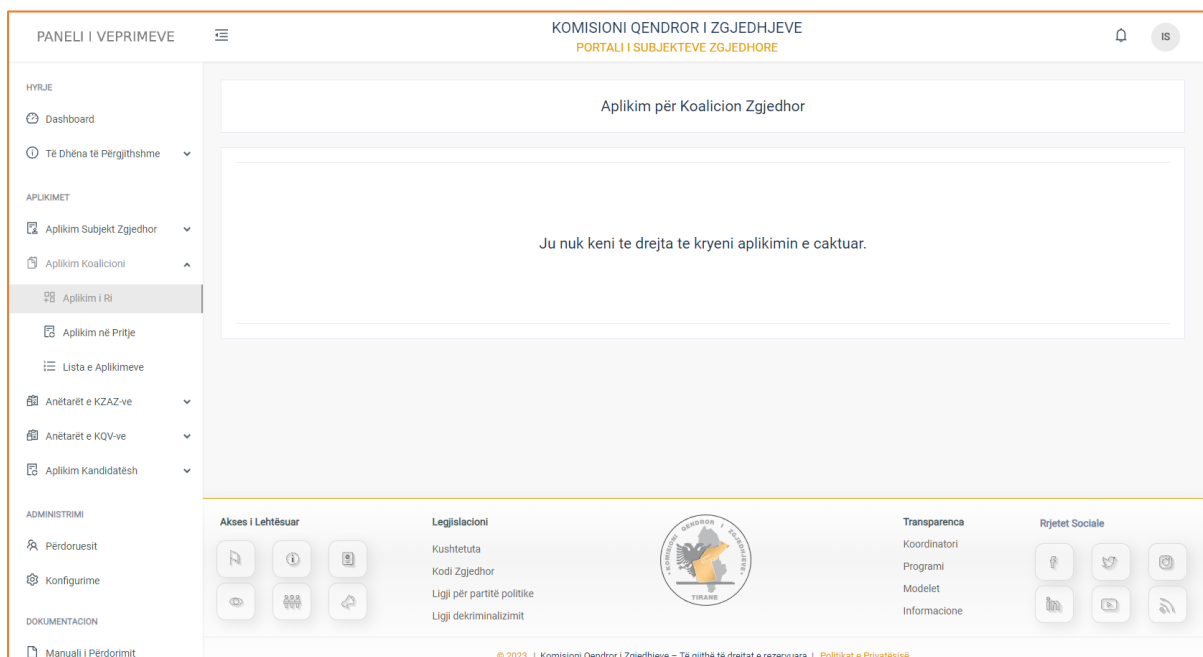 PANELI I VEPRIMEVE
KOMISIONI QENDROR I ZGJEDHJEVE
PORTALI I SUBJEKTEVE ZGJEDHORE
IS
HYRJE
Dashboard
Të Dhëna të Përgjithshme
APLIKIMET
Aplikim Subjekt Zgjedhor
Aplikim Koalicioni
Aplikim i Ri
Aplikim në Pritje
Lista e Aplikimeve
Anëtarët e KZAZ-ve
Anëtarët e KQV-ve
Aplikim Kandidatësh
ADMINISTRIMI
Përdoruesit
Konfigurime
DOKUMENTACION
Manuali i Përdorimit
Aplikim për Koalicion Zgjedhor
Ju nuk keni te drejta te kryeni aplikimin e caktuar.
Akses i Lehtësuar
Legjislacioni
Kushtetuta
Kodi Zgjedhor
Ligji për partitë politike
Ligji dekriminalizimit
KOMISIONI QENDROR I ZGJEDHJEVE
TIRANE
Transparenca
Koordinatori
Programi
Modelet
Informacione
Rrjetet Sociale
© 2023 | Komisioni Qendror i Zgjedhjeve – Të gjithë të drejtat e rezervuara | Politikat e Privatësisë